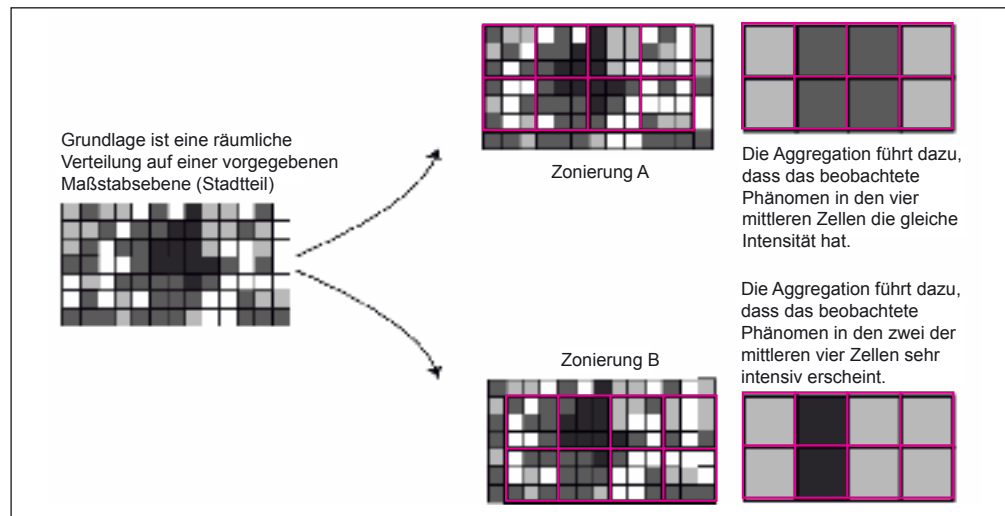 Grundlage ist eine räumliche
Verteilung auf einer vorgegebenen
Maßstabsebene (Stadtteil)
Zonierung A
Die Aggregation führt dazu,
dass das beobachtete
Phänomen in den vier
mittleren Zellen die gleiche
Intensität hat.
Zonierung B
Die Aggregation führt dazu,
dass das beobachtete
Phänomen in den zwei der
mittleren vier Zellen sehr
intensiv erscheint.